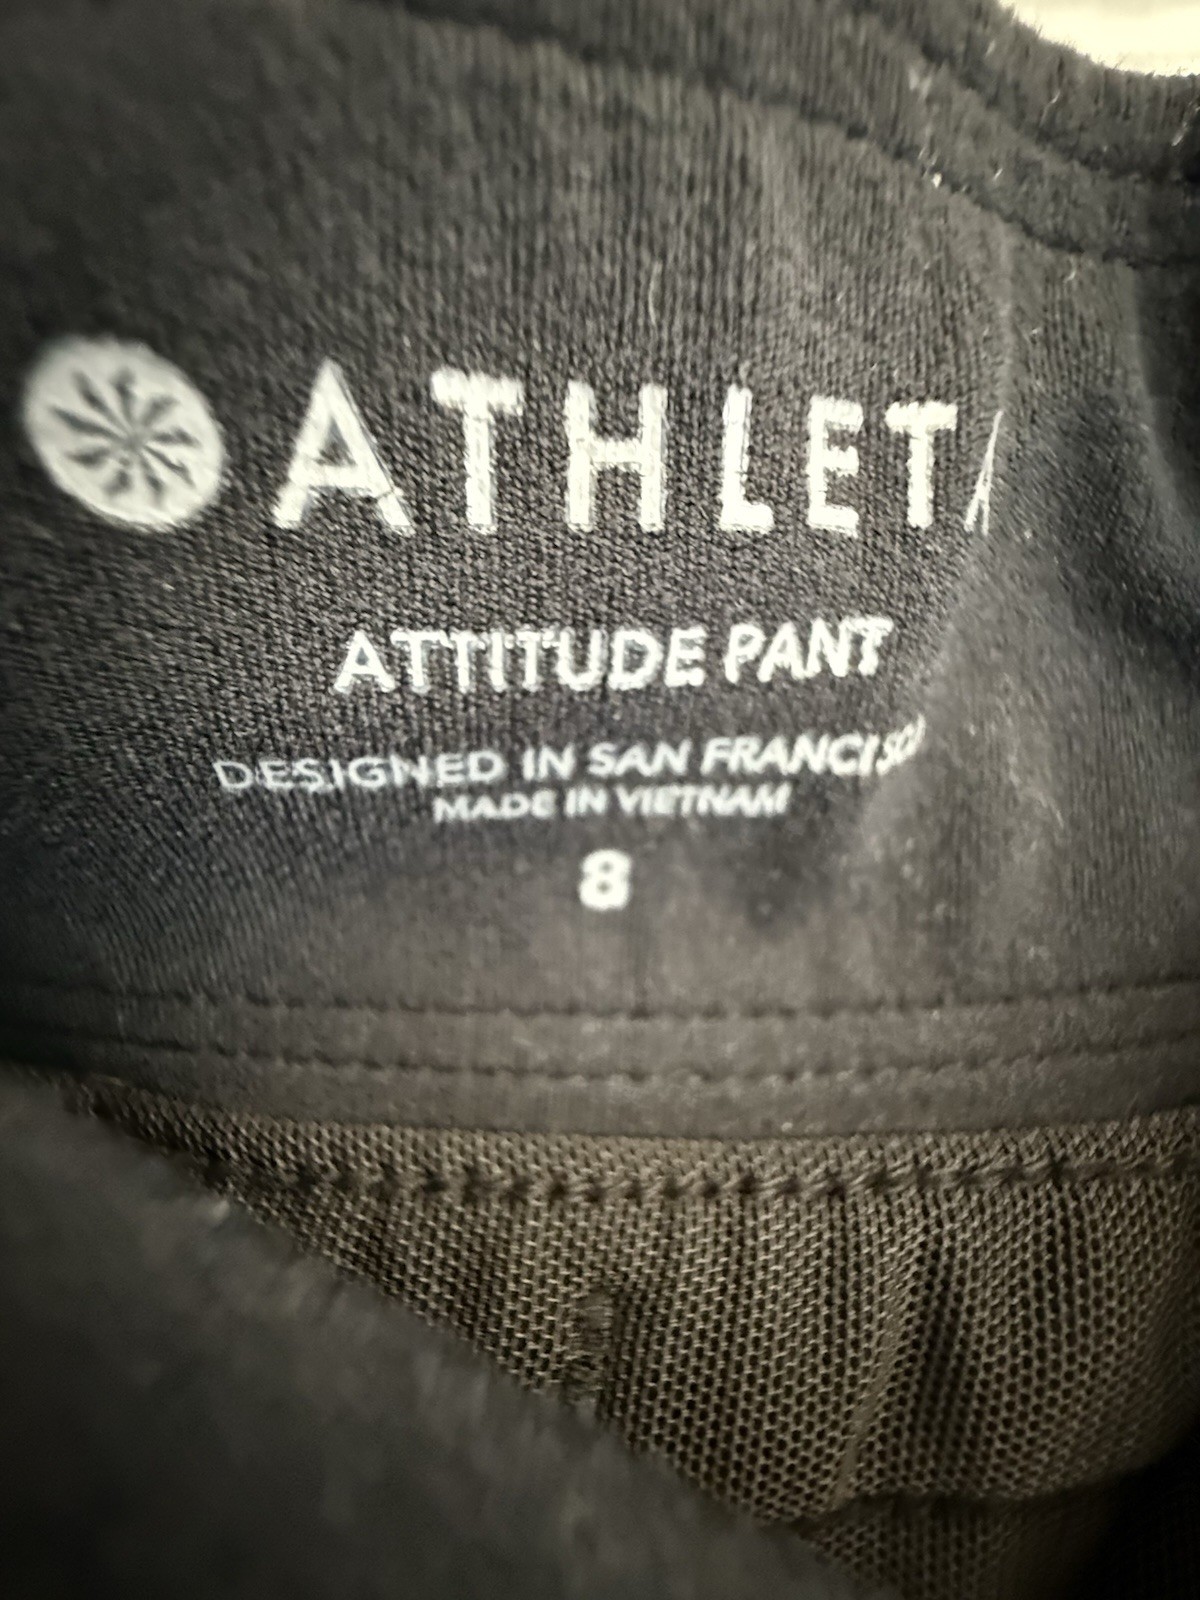 ATHLETA
ATTITUDE PANT
DESIGNED IN SAN FRANCISCO
MADE IN VIETNAM
8